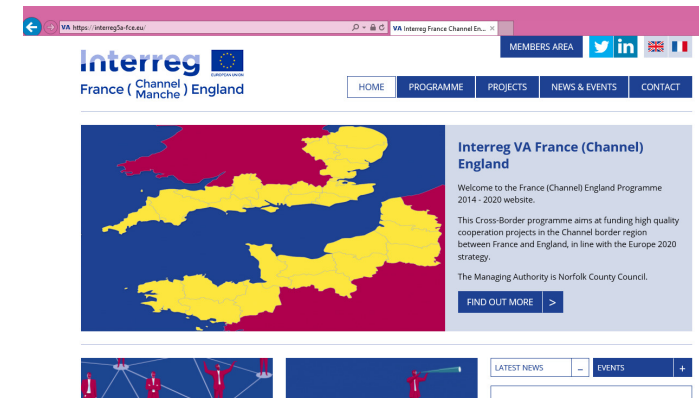 VA https://interreg5a-fce.eu/
VA Interreg France Channel En...
MEMBERS AREA
in
Interreg
EUROPEAN UNION
France ( Channel Manche ) England
HOME PROGRAMME PROJECTS NEWS & EVENTS CONTACT
Interreg VA France (Channel)
England
Welcome to the France (Channel) England Programme
2014 - 2020 website.
This Cross-Border programme aims at funding high quality
cooperation projects in the Channel border region
between France and England, in line with the Europe 2020
strategy.
The Managing Authority is Norfolk County Council.
FIND OUT MORE >
LATEST NEWS – EVENTS +